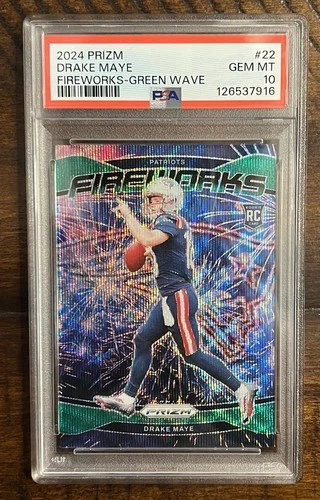 2024 PRIZM #22
DRAKE MAYE GEM MT
FIREWORKS-GREEN WAVE 10
PSA 126537916
PATRIOTS
FIREWORKS
ROOKIE
RC
PRIZM
DRAKE MAYE